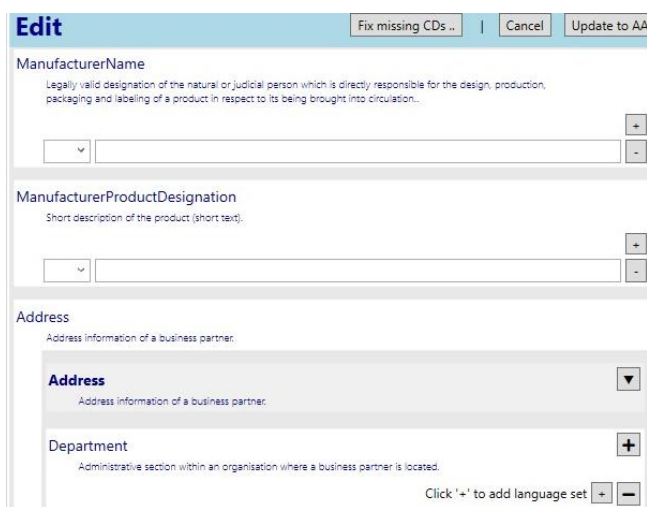 Edit
Fix missing CDs .. | Cancel Update to AA
ManufacturerName
Legally valid designation of the natural or judicial person which is directly responsible for the design, production,
packaging and labeling of a product in respect to its being brought into circulation..
+
-
ManufacturerProductDesignation
Short description of the product (short text).
+
-
Address
Address information of a business partner.
Address
Address information of a business partner.
Department
+
Administrative section within an organisation where a business partner is located.
Click '+' to add language set + -